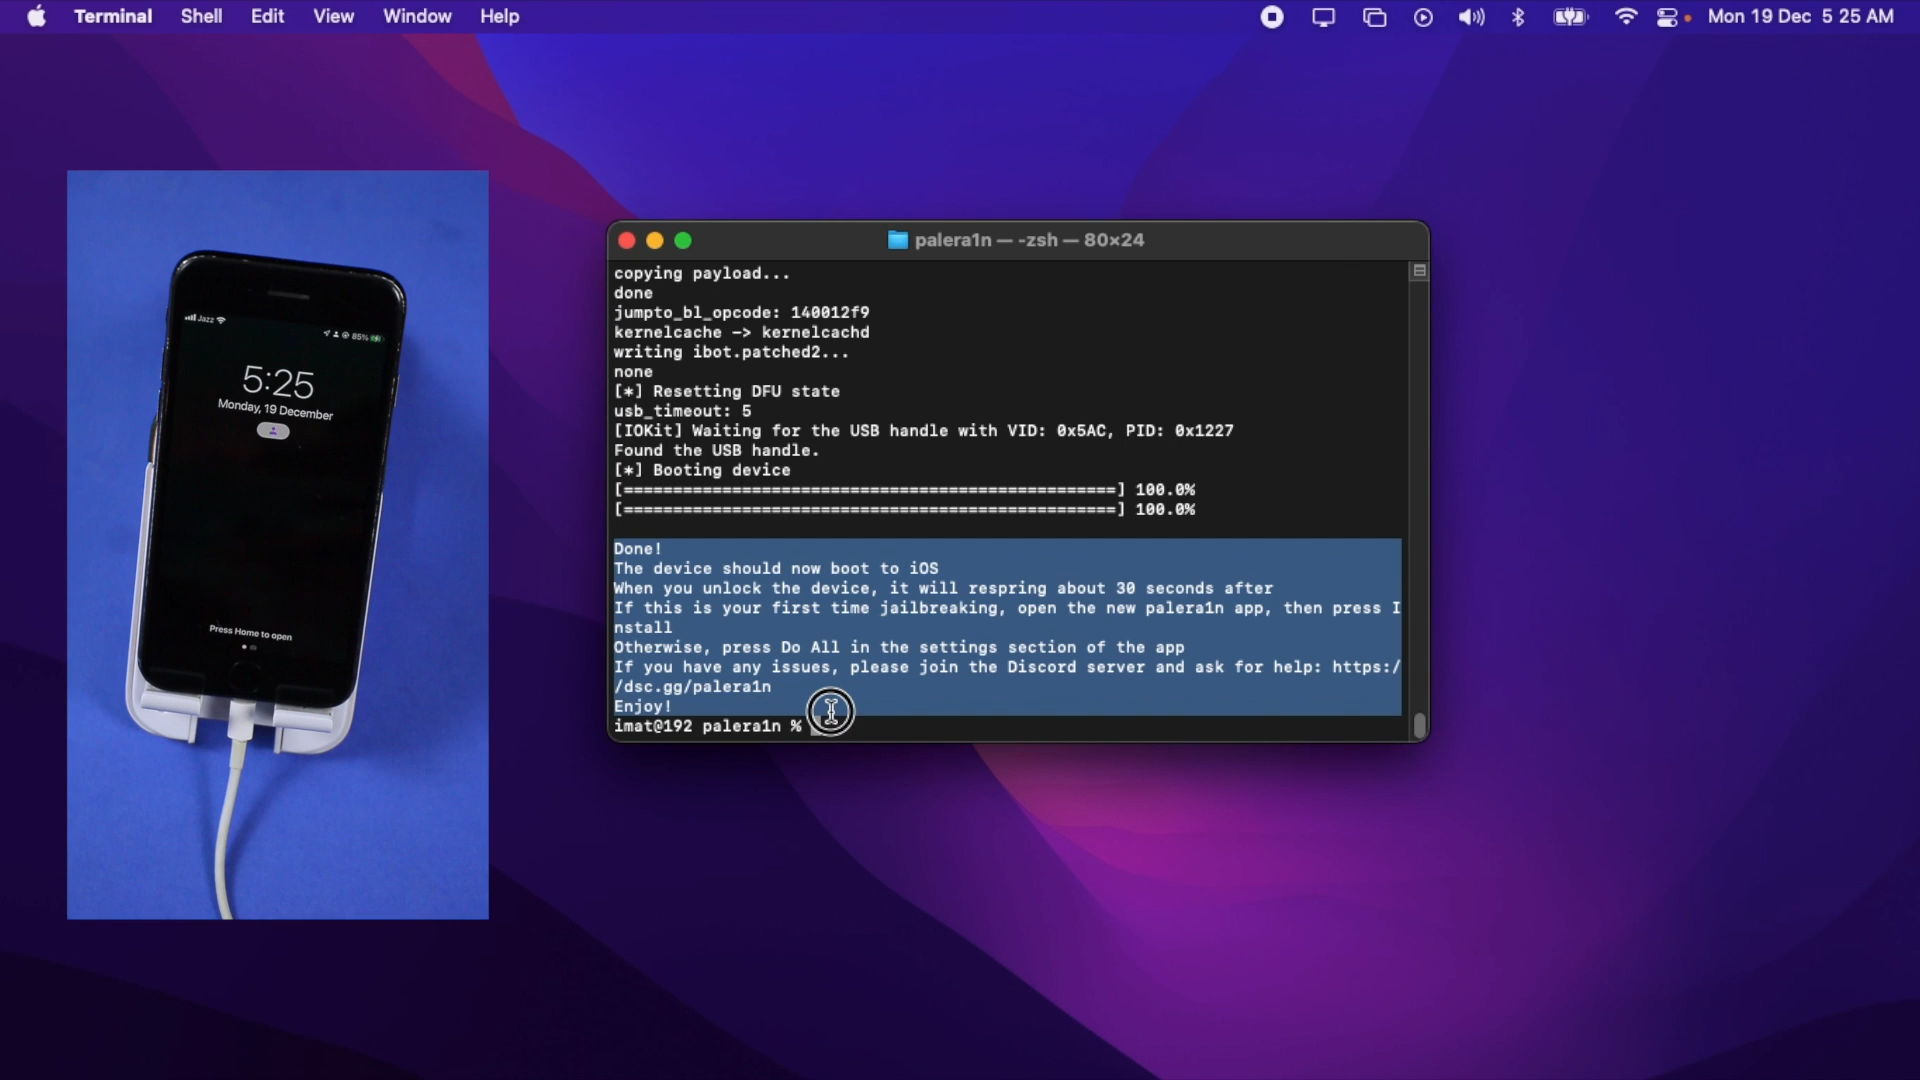 Terminal Shell Edit View Window Help Mon 19 Dec 5 25 AM
palera1n — -zsh — 80×24
copying payload...
done
jumpto_bl_opcode: 140012f9
kernelcache -> kernelcachd
writing ibot.patched2...
none
[*] Resetting DFU state
usb_timeout: 5
[IOKit] Waiting for the USB handle with VID: 0x5AC, PID: 0x1227
Found the USB handle.
[*] Booting device
[==================================================] 100.0%
[==================================================] 100.0%
Done!
The device should now boot to iOS
When you unlock the device, it will respring about 30 seconds after
If this is your first time jailbreaking, open the new palera1n app, then press I
nstall
Otherwise, press Do All in the settings section of the app
If you have any issues, please join the Discord server and ask for help: https:/
/dsc.gg/palera1n
Enjoy!
imat@192 palera1n %
Jazz
85%
5:25
Monday, 19 December
Press Home to open